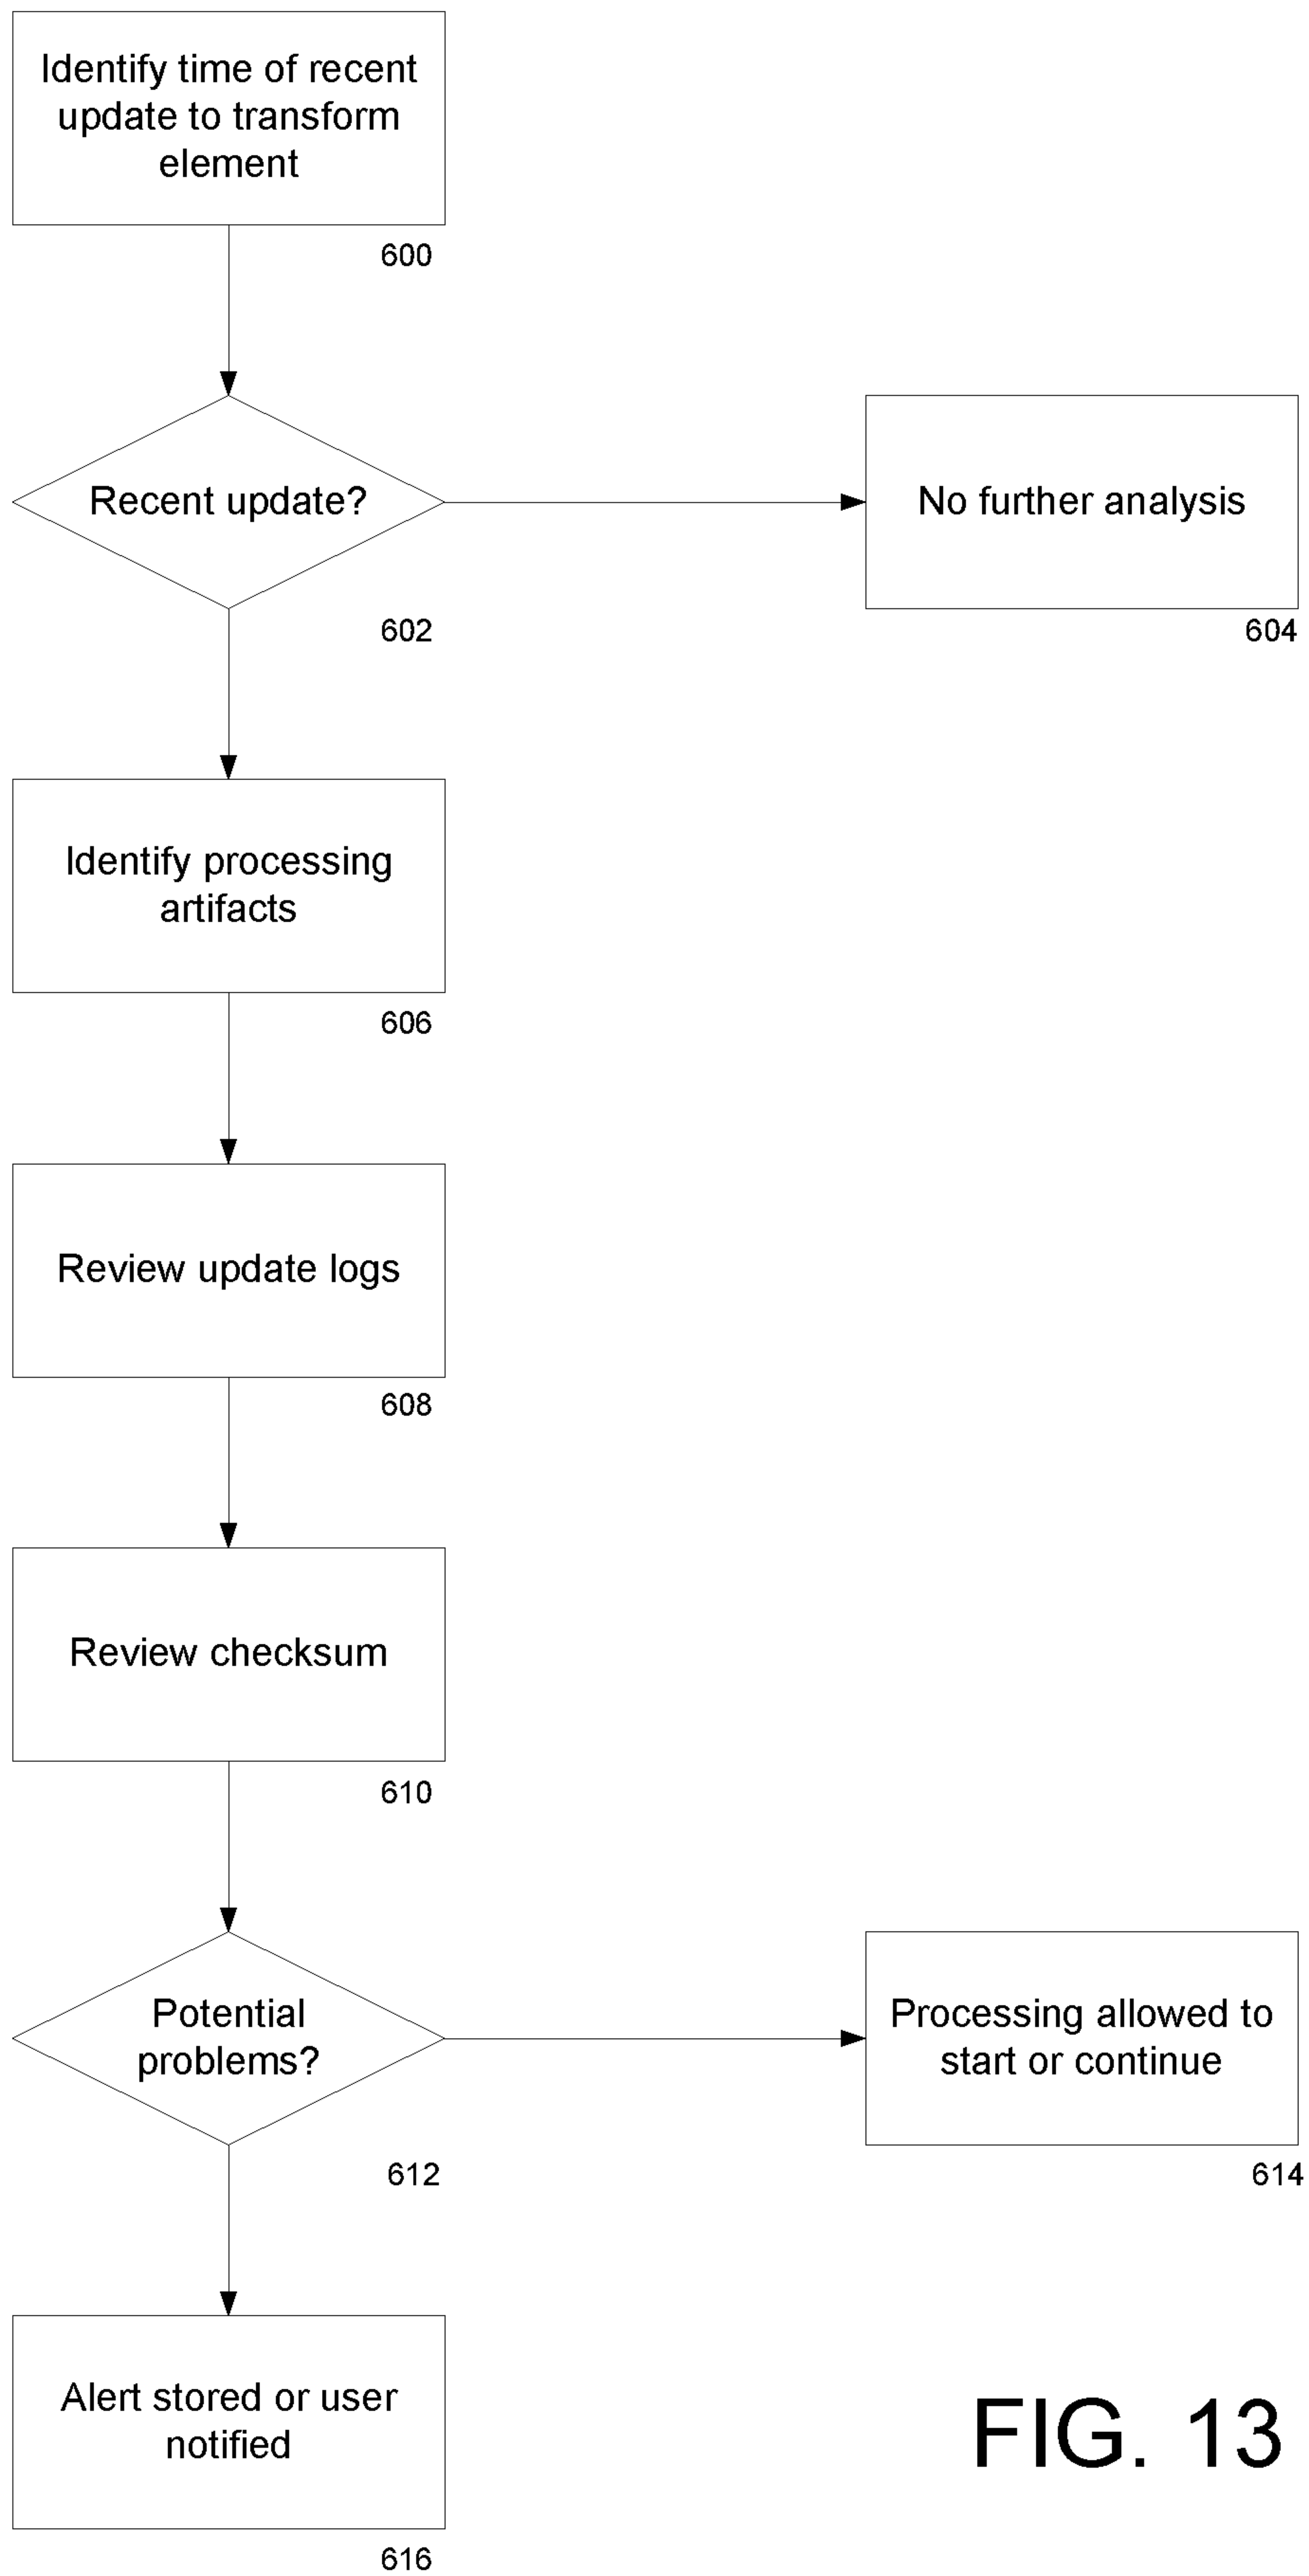 Identify time of recent
update to transform
element
600
Recent update?
602
No further analysis
604
Identify processing
artifacts
606
Review update logs
608
Review checksum
610
Potential
problems?
612
Processing allowed to
start or continue
614
Alert stored or user
notified
616
FIG. 13